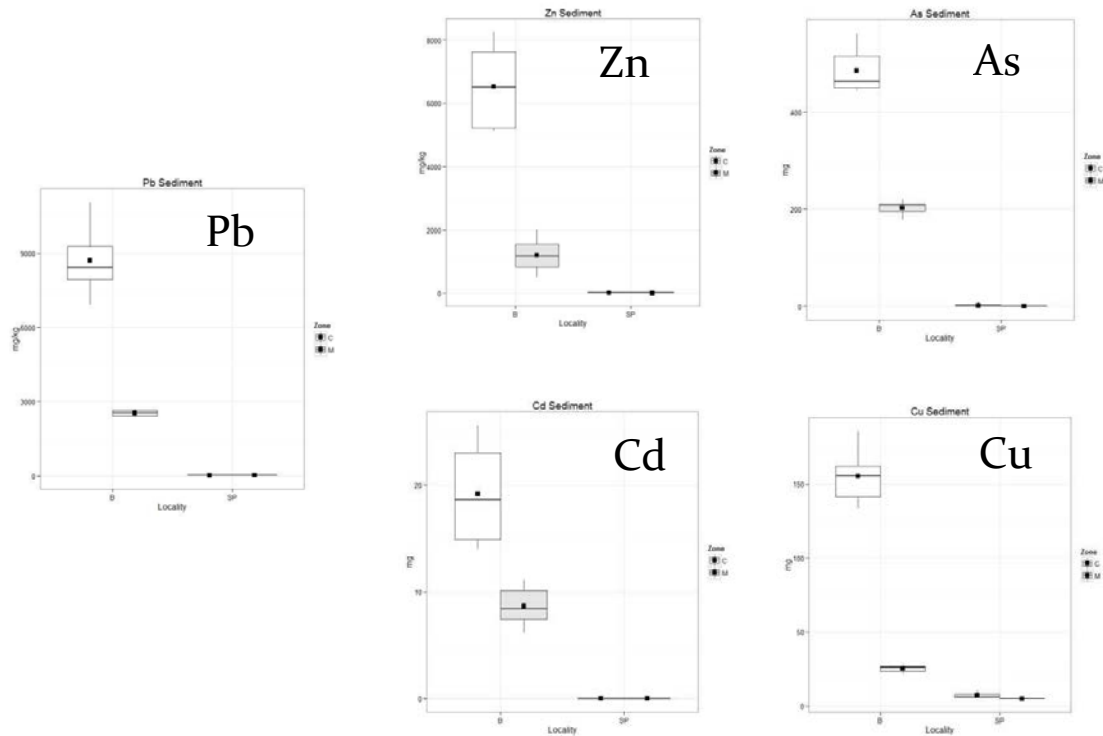 Pb Sediment
Pb
9000
6000
3000
0
mg/kg
B
SP
Locality
Zone
C
M
Zn Sediment
Zn
8000
6000
4000
2000
0
mg/kg
B
SP
Locality
Zone
C
M
As Sediment
As
400
200
0
mg
B
SP
Locality
Zone
C
M
Cd Sediment
Cd
20
10
0
mg
B
SP
Locality
Zone
C
M
Cu Sediment
Cu
150
100
50
0
mg
B
SP
Locality
Zone
C
M